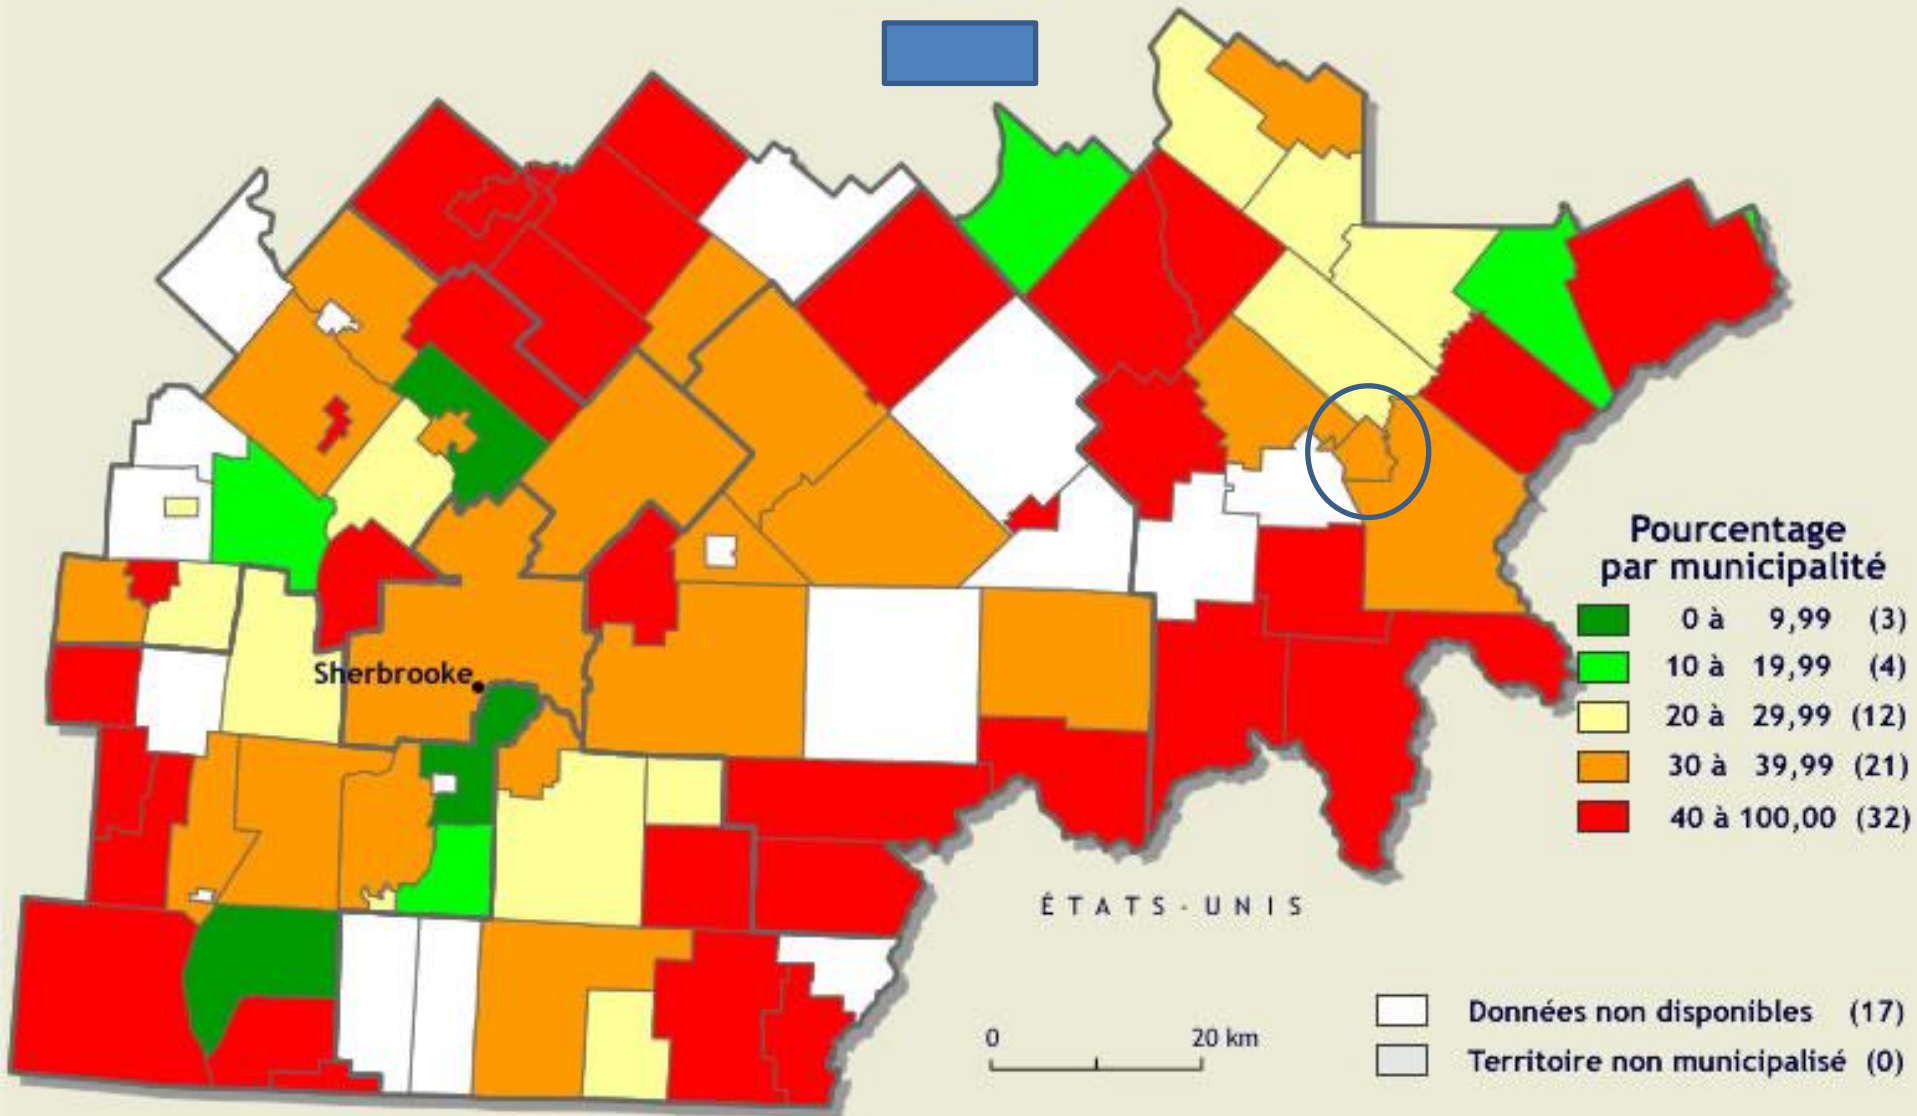 Sherbrooke
Pourcentage
par municipalité
0 à 9,99 (3)
10 à 19,99 (4)
20 à 29,99 (12)
30 à 39,99 (21)
40 à 100,00 (32)
ÉTATS-UNIS
0 20 km
Données non disponibles (17)
Territoire non municipalisé (0)